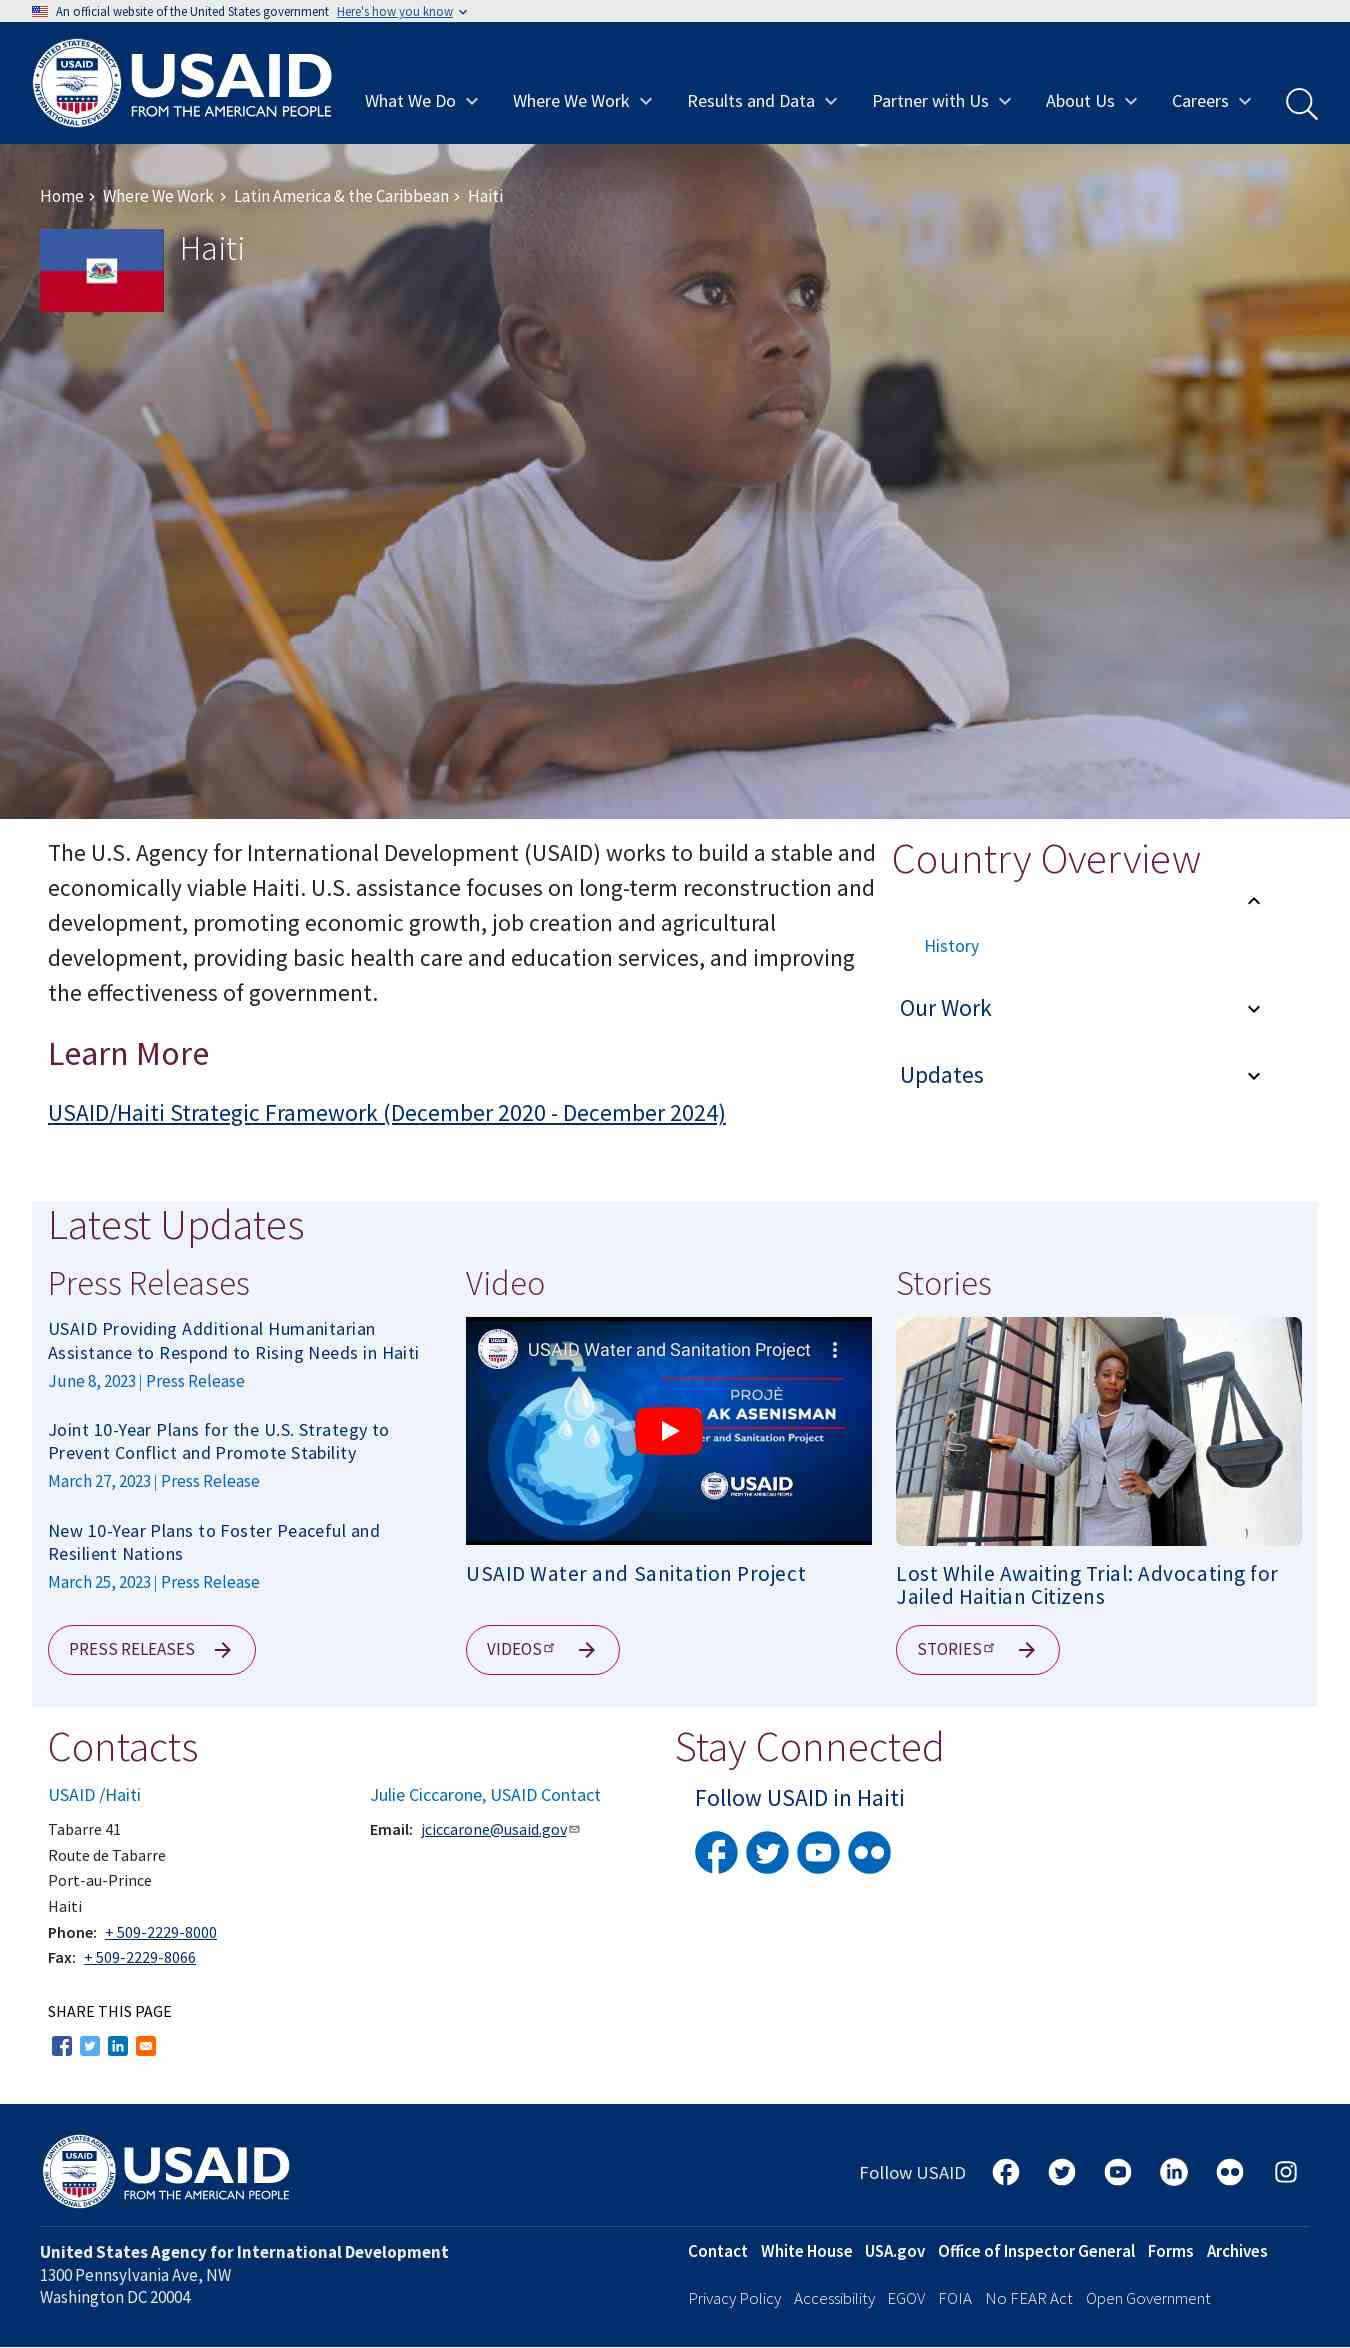 An official website of the United States government Here's how you know
USAID
FROM THE AMERICAN PEOPLE
What We Do
Where We Work
Results and Data
Partner with Us
About Us
Careers
Home > Where We Work > Latin America & the Caribbean > Haiti
Haiti
The U.S. Agency for International Development (USAID) works to build a stable and
economically viable Haiti. U.S. assistance focuses on long-term reconstruction and
development, promoting economic growth, job creation and agricultural
development, providing basic health care and education services, and improving
the effectiveness of government.
Learn More
USAID/Haiti Strategic Framework (December 2020 - December 2024)
Country Overview
History
Our Work
Updates
Latest Updates
Press Releases
USAID Providing Additional Humanitarian
Assistance to Respond to Rising Needs in Haiti
June 8, 2023 | Press Release
Joint 10-Year Plans for the U.S. Strategy to
Prevent Conflict and Promote Stability
March 27, 2023 | Press Release
New 10-Year Plans to Foster Peaceful and
Resilient Nations
March 25, 2023 | Press Release
PRESS RELEASES
Video
USAID Water and Sanitation Project
PROJÈ
AK ASENISMAN
and Sanitation Project
USAID
FROM THE AMERICAN PEOPLE
USAID Water and Sanitation Project
VIDEOS
Stories
Lost While Awaiting Trial: Advocating for
Jailed Haitian Citizens
STORIES
Contacts
USAID /Haiti
Tabarre 41
Route de Tabarre
Port-au-Prince
Haiti
Phone: + 509-2229-8000
Fax: + 509-2229-8066
Julie Ciccarone, USAID Contact
Email: jciccarone@usaid.gov
Stay Connected
Follow USAID in Haiti
SHARE THIS PAGE
USAID
FROM THE AMERICAN PEOPLE
Follow USAID
United States Agency for International Development
1300 Pennsylvania Ave, NW
Washington DC 20004
Contact White House USA.gov Office of Inspector General Forms Archives
Privacy Policy Accessibility EGOV FOIA No FEAR Act Open Government